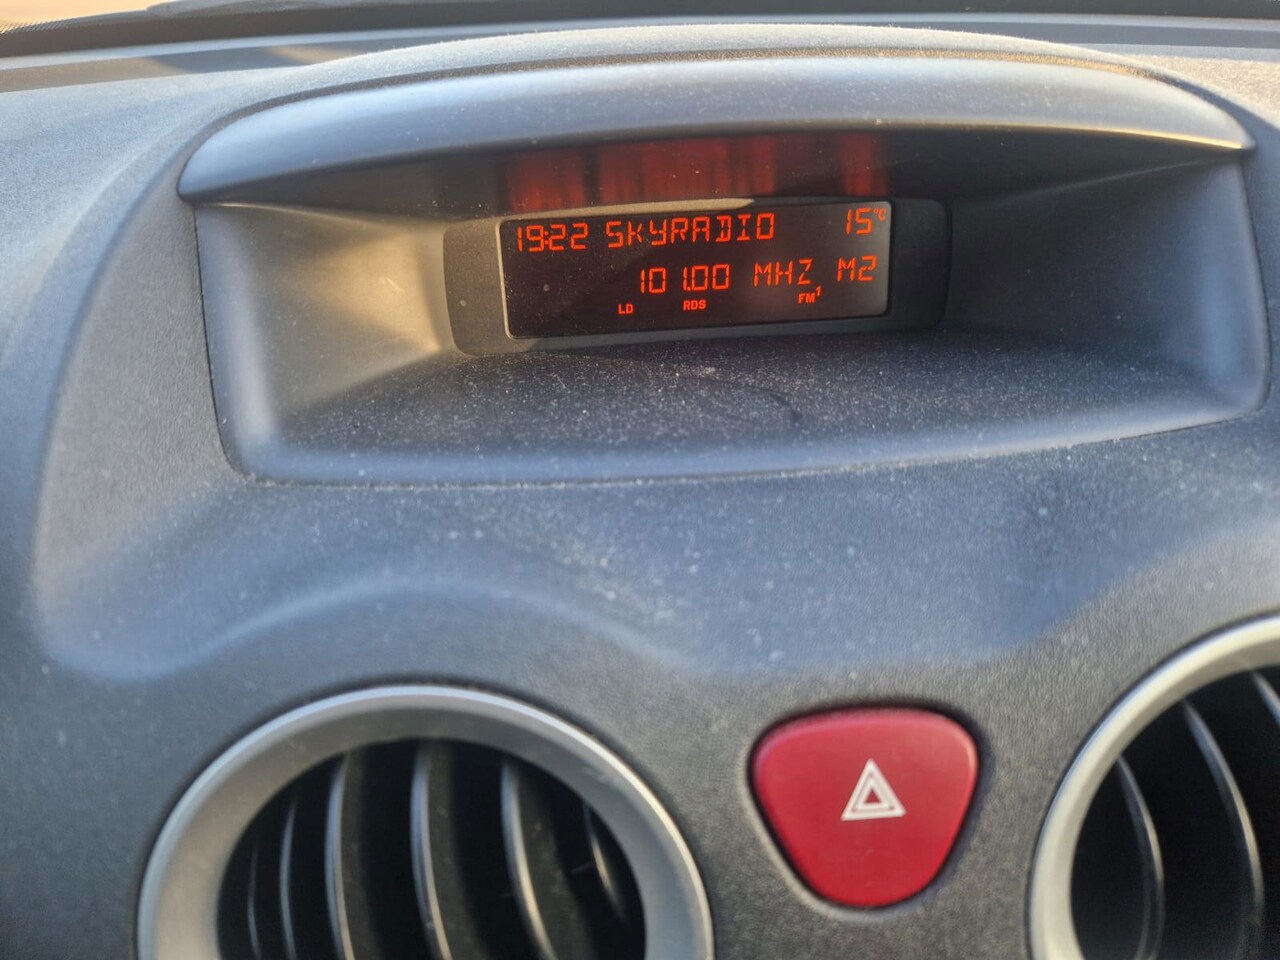 19:22 SKYRADIO 15°C
101.00 MHZ M2
LD RDS FM1